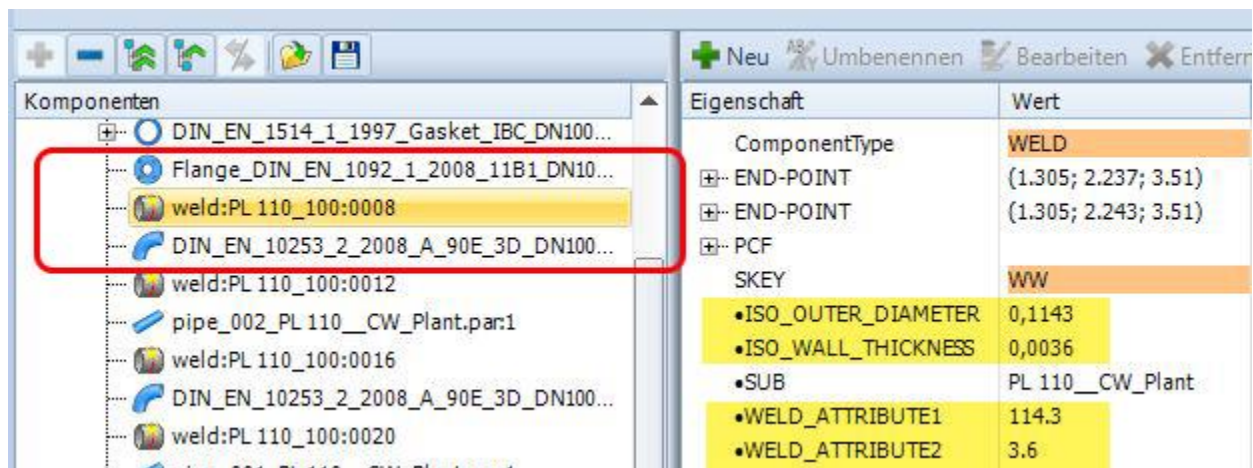 Neu Umbenennen Bearbeiten Entfern
Komponenten
DIN_EN_1514_1_1997_Gasket_IBC_DN100...
Flange_DIN_EN_1092_1_2008_11B1_DN10...
weld:PL 110_100:0008
DIN_EN_10253_2_2008_A_90E_3D_DN100...
weld:PL 110_100:0012
pipe_002_PL 110__CW_Plant.par:1
weld:PL 110_100:0016
DIN_EN_10253_2_2008_A_90E_3D_DN100...
weld:PL 110_100:0020
Eigenschaft Wert
ComponentType WELD
END-POINT (1.305; 2.237; 3.51)
END-POINT (1.305; 2.243; 3.51)
PCF
SKEY WW
•ISO_OUTER_DIAMETER 0,1143
•ISO_WALL_THICKNESS 0,0036
•SUB PL 110__CW_Plant
•WELD_ATTRIBUTE1 114.3
•WELD_ATTRIBUTE2 3.6